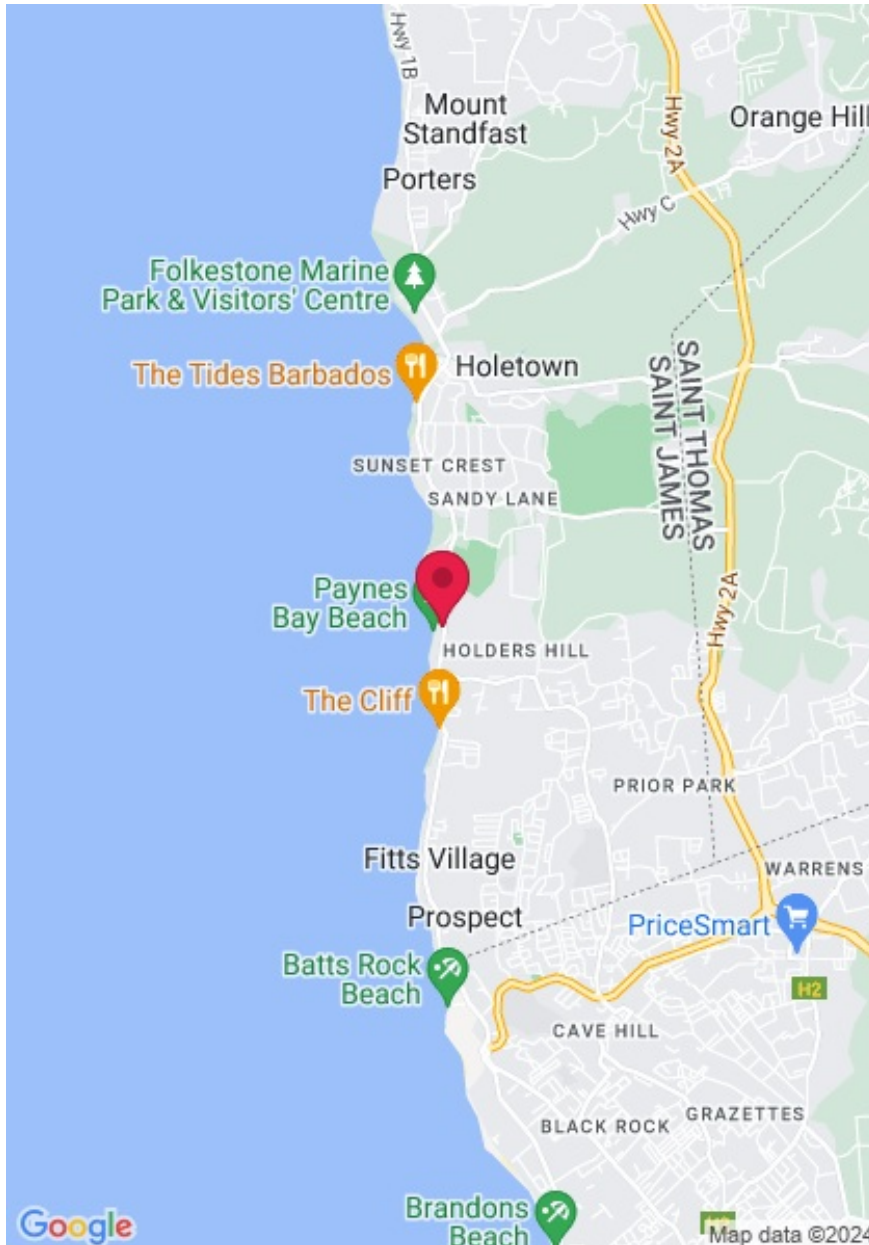 Hwy 1B
Mount
Standfast
Orange Hill
Hwy 2A
Porters
Hwy C
Folkestone Marine
Park & Visitors' Centre
The Tides Barbados
Holetown
SAINT THOMAS
SAINT JAMES
SUNSET CREST
SANDY LANE
Paynes
Bay Beach
Hwy 2A
HOLDERS HILL
The Cliff
PRIOR PARK
Fitts Village
WARRENS
Prospect
PriceSmart
Batts Rock
Beach
H2
CAVE HILL
GRAZETTES
BLACK ROCK
Brandons
Beach
Google
Map data ©2024